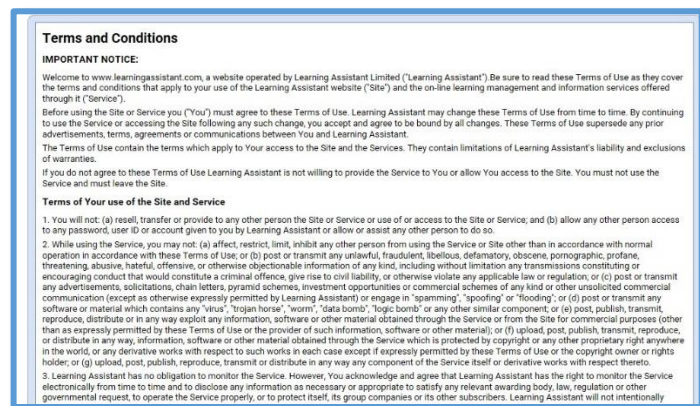 Terms and Conditions
IMPORTANT NOTICE:
Welcome to www.learningassistant.com, a website operated by Learning Assistant Limited ("Learning Assistant").Be sure to read these Terms of Use as they cover
the terms and conditions that apply to your use of the Learning Assistant website ("Site") and the on-line learning management and information services offered
through it ("Service").
Before using the Site or Service you ("You") must agree to these Terms of Use. Learning Assistant may change these Terms of Use from time to time. By continuing
to use the Service or accessing the Site following any such change, you accept and agree to be bound by all changes. These Terms of Use supersede any prior
advertisements, terms, agreements or communications between You and Learning Assistant.
The Terms of Use contain the terms which apply to Your access to the Site and the Services. They contain limitations of Learning Assistant's liability and exclusions
of warranties.
If you do not agree to these Terms of Use Learning Assistant is not willing to provide the Service to You or allow You access to the Site. You must not use the
Service and must leave the Site.
Terms of Your use of the Site and Service
1. You will not: (a) resell, transfer or provide to any other person the Site or Service or use of or access to the Site or Service; and (b) allow any other person access
to any password, user ID or account given to you by Learning Assistant or allow or assist any other person to do so.
2. While using the Service, you may not: (a) affect, restrict, limit, inhibit any other person from using the Service or Site other than in accordance with normal
operation in accordance with these Terms of Use; or (b) post or transmit any unlawful, fraudulent, libellous, defamatory, obscene, pornographic, profane,
threatening, abusive, hateful, offensive, or otherwise objectionable information of any kind, including without limitation any transmissions constituting or
encouraging conduct that would constitute a criminal offence, give rise to civil liability, or otherwise violate any applicable law or regulation; or (c) post or transmit
any advertisements, solicitations, chain letters, pyramid schemes, investment opportunities or commercial schemes of any kind or other unsolicited commercial
communication (except as otherwise expressly permitted by Learning Assistant) or engage in "spamming", "spoofing" or "flooding"; or (d) post or transmit any
software or material which contains any "virus", "trojan horse", "worm", "data bomb", "logic bomb" or any other similar component; or (e) post, publish, transmit,
reproduce, distribute or in any way exploit any information, software or other material obtained through the Service or from the Site for commercial purposes (other
than as expressly permitted by these Terms of Use or the provider of such information, software or other material); or (f) upload, post, publish, transmit, reproduce,
or distribute in any way, information, software or other material obtained through the Service which is protected by copyright or any other proprietary right anywhere
in the world, or any derivative works with respect to such works in each case except if expressly permitted by these Terms of Use or the copyright owner or rights
holder; or (g) upload, post, publish, reproduce, transmit or distribute in any way any component of the Service itself or derivative works with respect thereto.
3. Learning Assistant has no obligation to monitor the Service. However, You acknowledge and agree that Learning Assistant has the right to monitor the Service
electronically from time to time and to disclose any information as necessary or appropriate to satisfy any relevant awarding body, law, regulation or other
governmental request, to operate the Service properly, or to protect itself, its group companies or its other subscribers. Learning Assistant will not intentionally